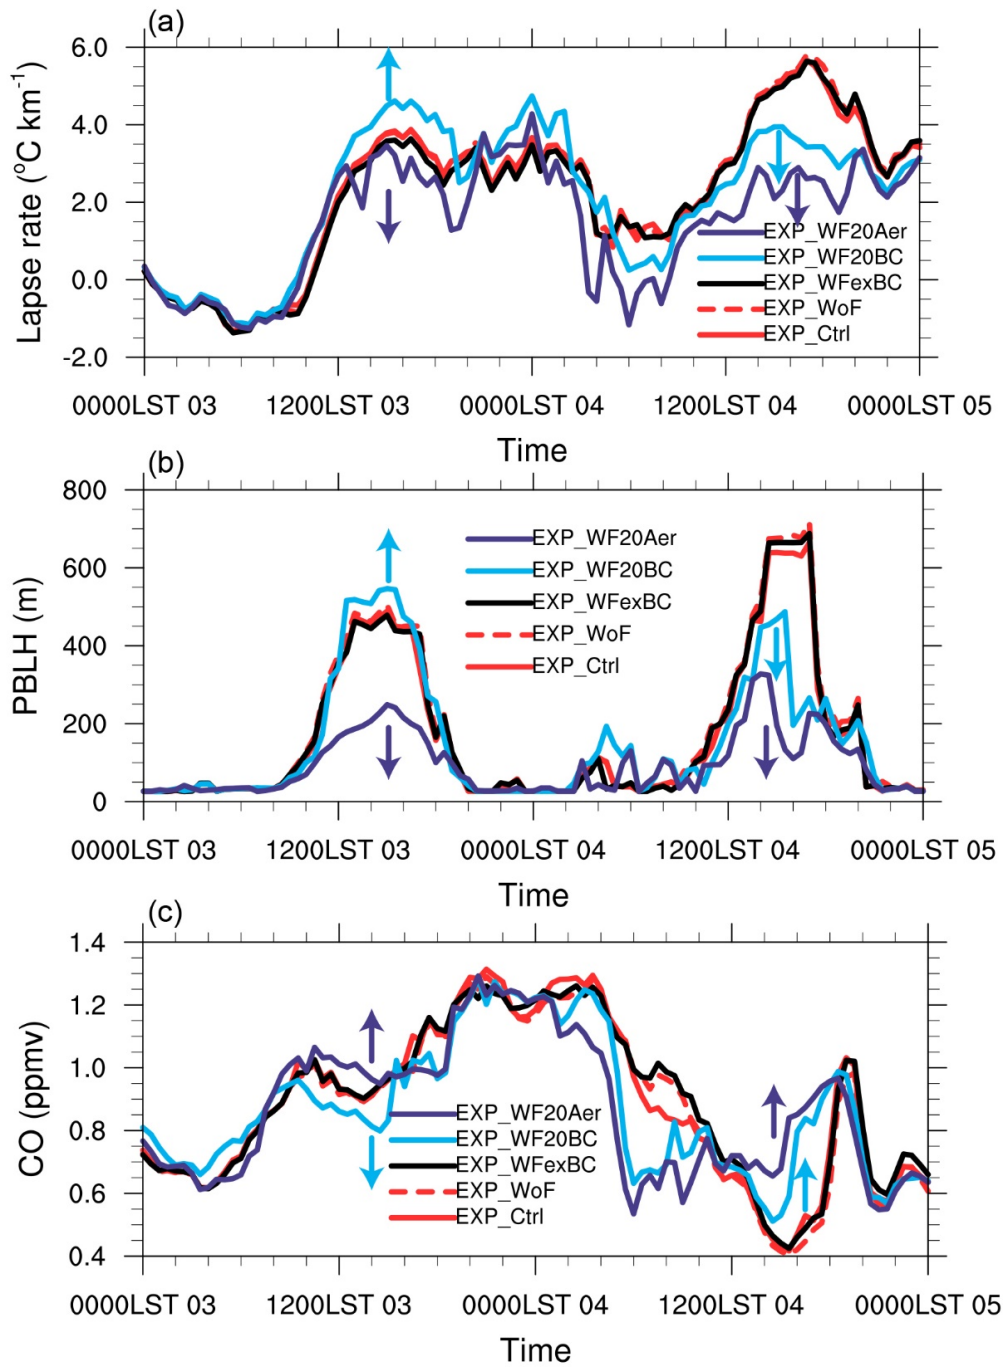 (a)
Lapse rate (°C km⁻¹)
6.0
4.0
2.0
0.0
-2.0
EXP_WF20Aer
EXP_WF20BC
EXP_WFexBC
EXP_WoF
EXP_Ctrl
0000LST 03
1200LST 03
0000LST 04
1200LST 04
0000LST 05
Time
(b)
PBLH (m)
800
600
400
200
0
EXP_WF20Aer
EXP_WF20BC
EXP_WFexBC
EXP_WoF
EXP_Ctrl
0000LST 03
1200LST 03
0000LST 04
1200LST 04
0000LST 05
Time
(c)
CO (ppmv)
1.4
1.2
1.0
0.8
0.6
0.4
EXP_WF20Aer
EXP_WF20BC
EXP_WFexBC
EXP_WoF
EXP_Ctrl
0000LST 03
1200LST 03
0000LST 04
1200LST 04
0000LST 05
Time